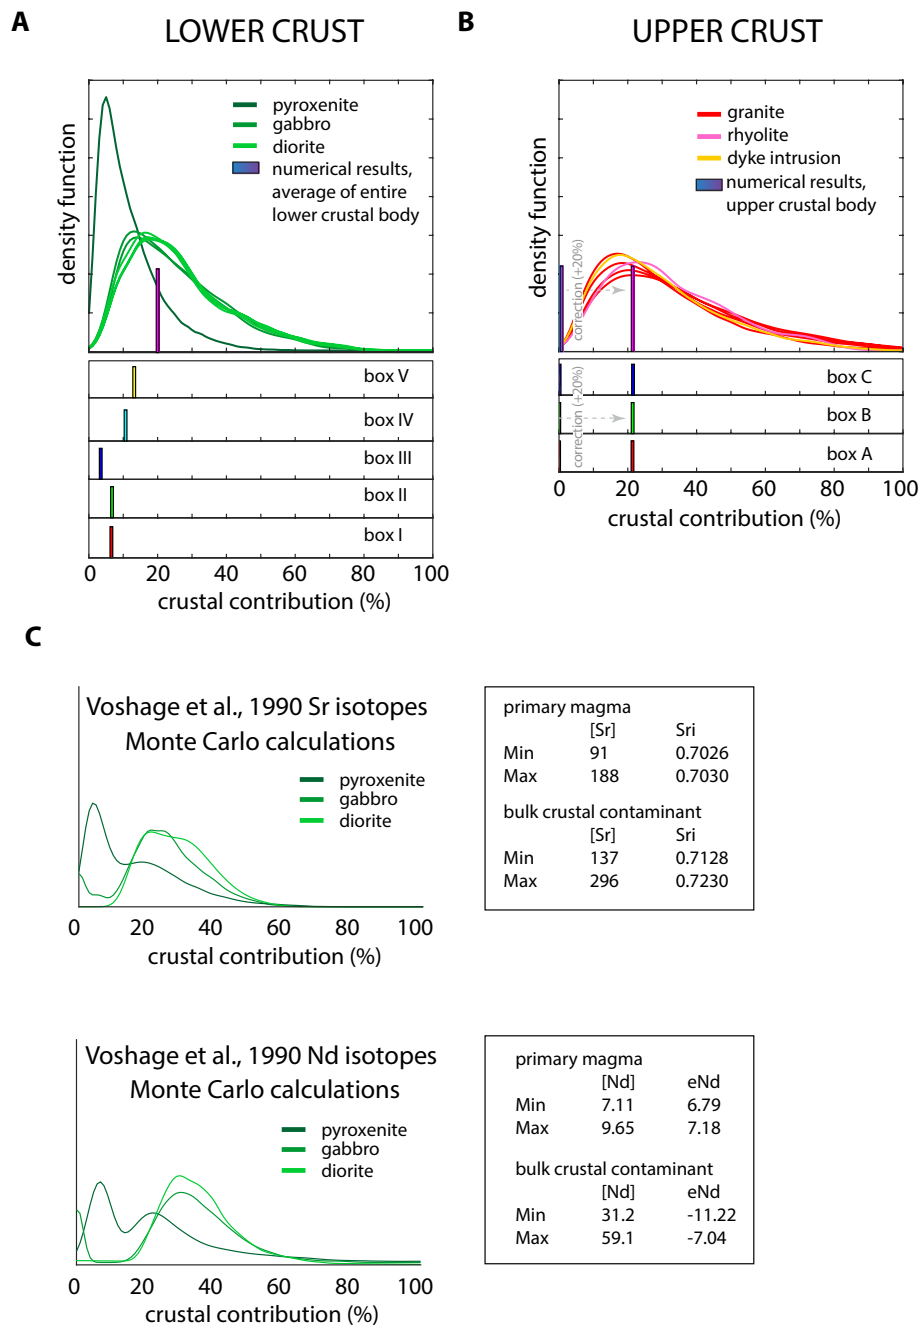 A
LOWER CRUST
density function
pyroxenite
gabbro
diorite
numerical results,
average of entire
lower crustal body
box V
box IV
box III
box II
box I
0 20 40 60 80 100
crustal contribution (%)
B
UPPER CRUST
density function
granite
rhyolite
dyke intrusion
numerical results,
upper crustal body
correction (+20%)
correction (+20%)
box C
box B
box A
0 20 40 60 80 100
crustal contribution (%)
C
Voshage et al., 1990 Sr isotopes
Monte Carlo calculations
pyroxenite
gabbro
diorite
0 20 40 60 80 100
crustal contribution (%)
primary magma
[Sr] Sri
Min 91 0.7026
Max 188 0.7030
bulk crustal contaminant
[Sr] Sri
Min 137 0.7128
Max 296 0.7230
Voshage et al., 1990 Nd isotopes
Monte Carlo calculations
pyroxenite
gabbro
diorite
0 20 40 60 80 100
crustal contribution (%)
primary magma
[Nd] eNd
Min 7.11 6.79
Max 9.65 7.18
bulk crustal contaminant
[Nd] eNd
Min 31.2 -11.22
Max 59.1 -7.04